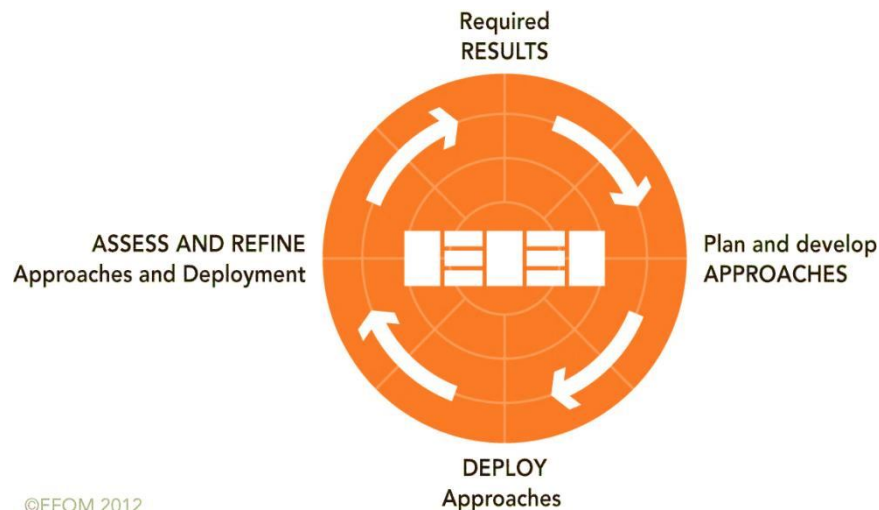 Required
RESULTS
Plan and develop
APPROACHES
DEPLOY
Approaches
ASSESS AND REFINE
Approaches and Deployment
©EFQM 2012